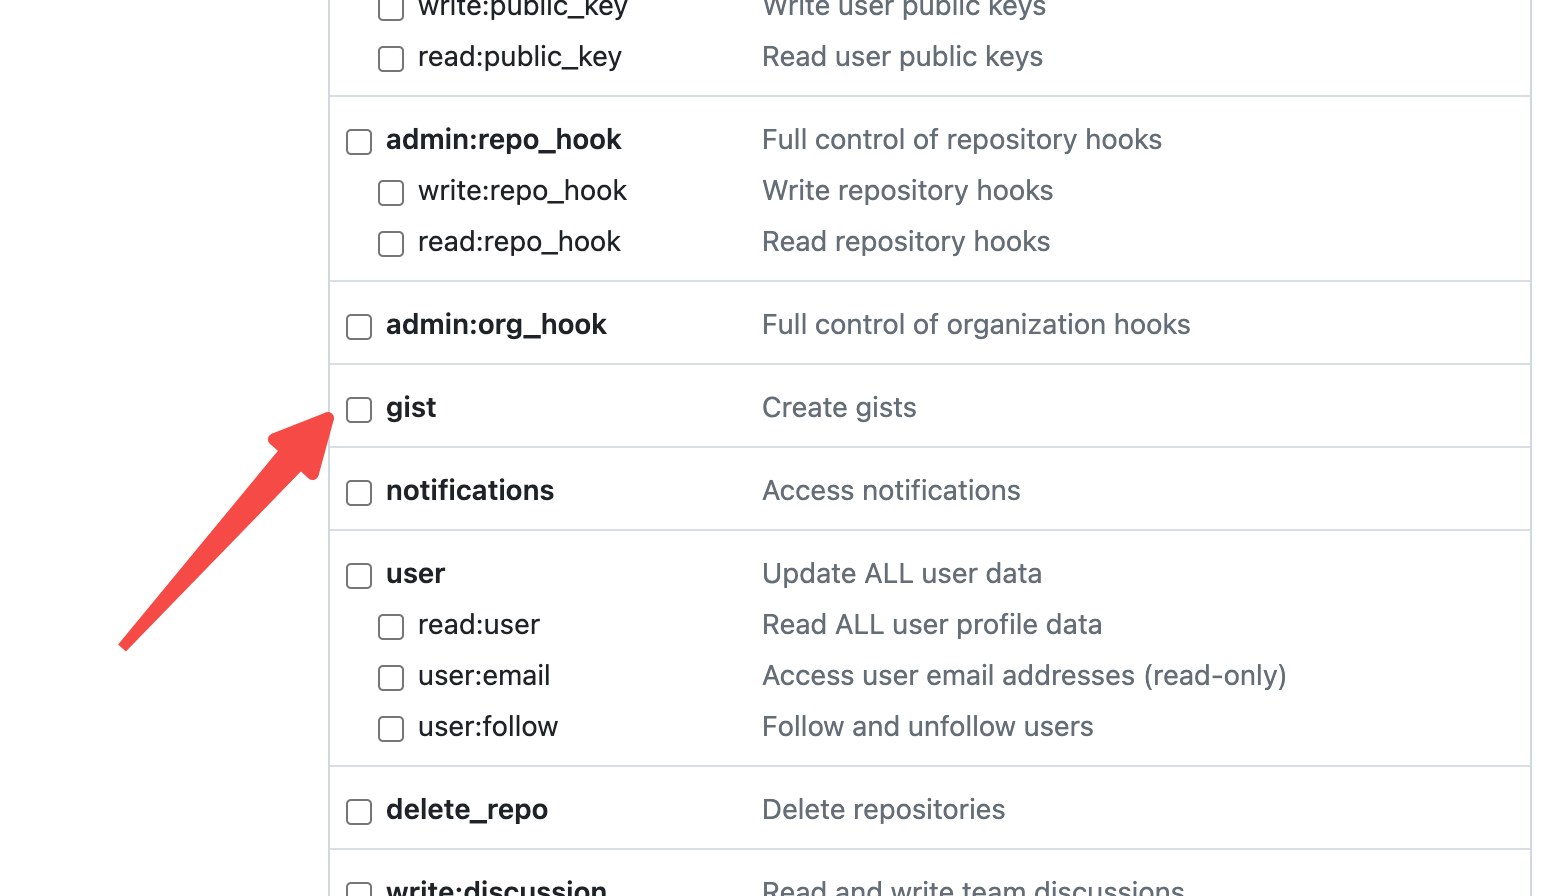 write:public_key Write user public keys
read:public_key Read user public keys
admin:repo_hook Full control of repository hooks
write:repo_hook Write repository hooks
read:repo_hook Read repository hooks
admin:org_hook Full control of organization hooks
gist Create gists
notifications Access notifications
user Update ALL user data
read:user Read ALL user profile data
user:email Access user email addresses (read-only)
user:follow Follow and unfollow users
delete_repo Delete repositories
write:discussion Read and write team discussions